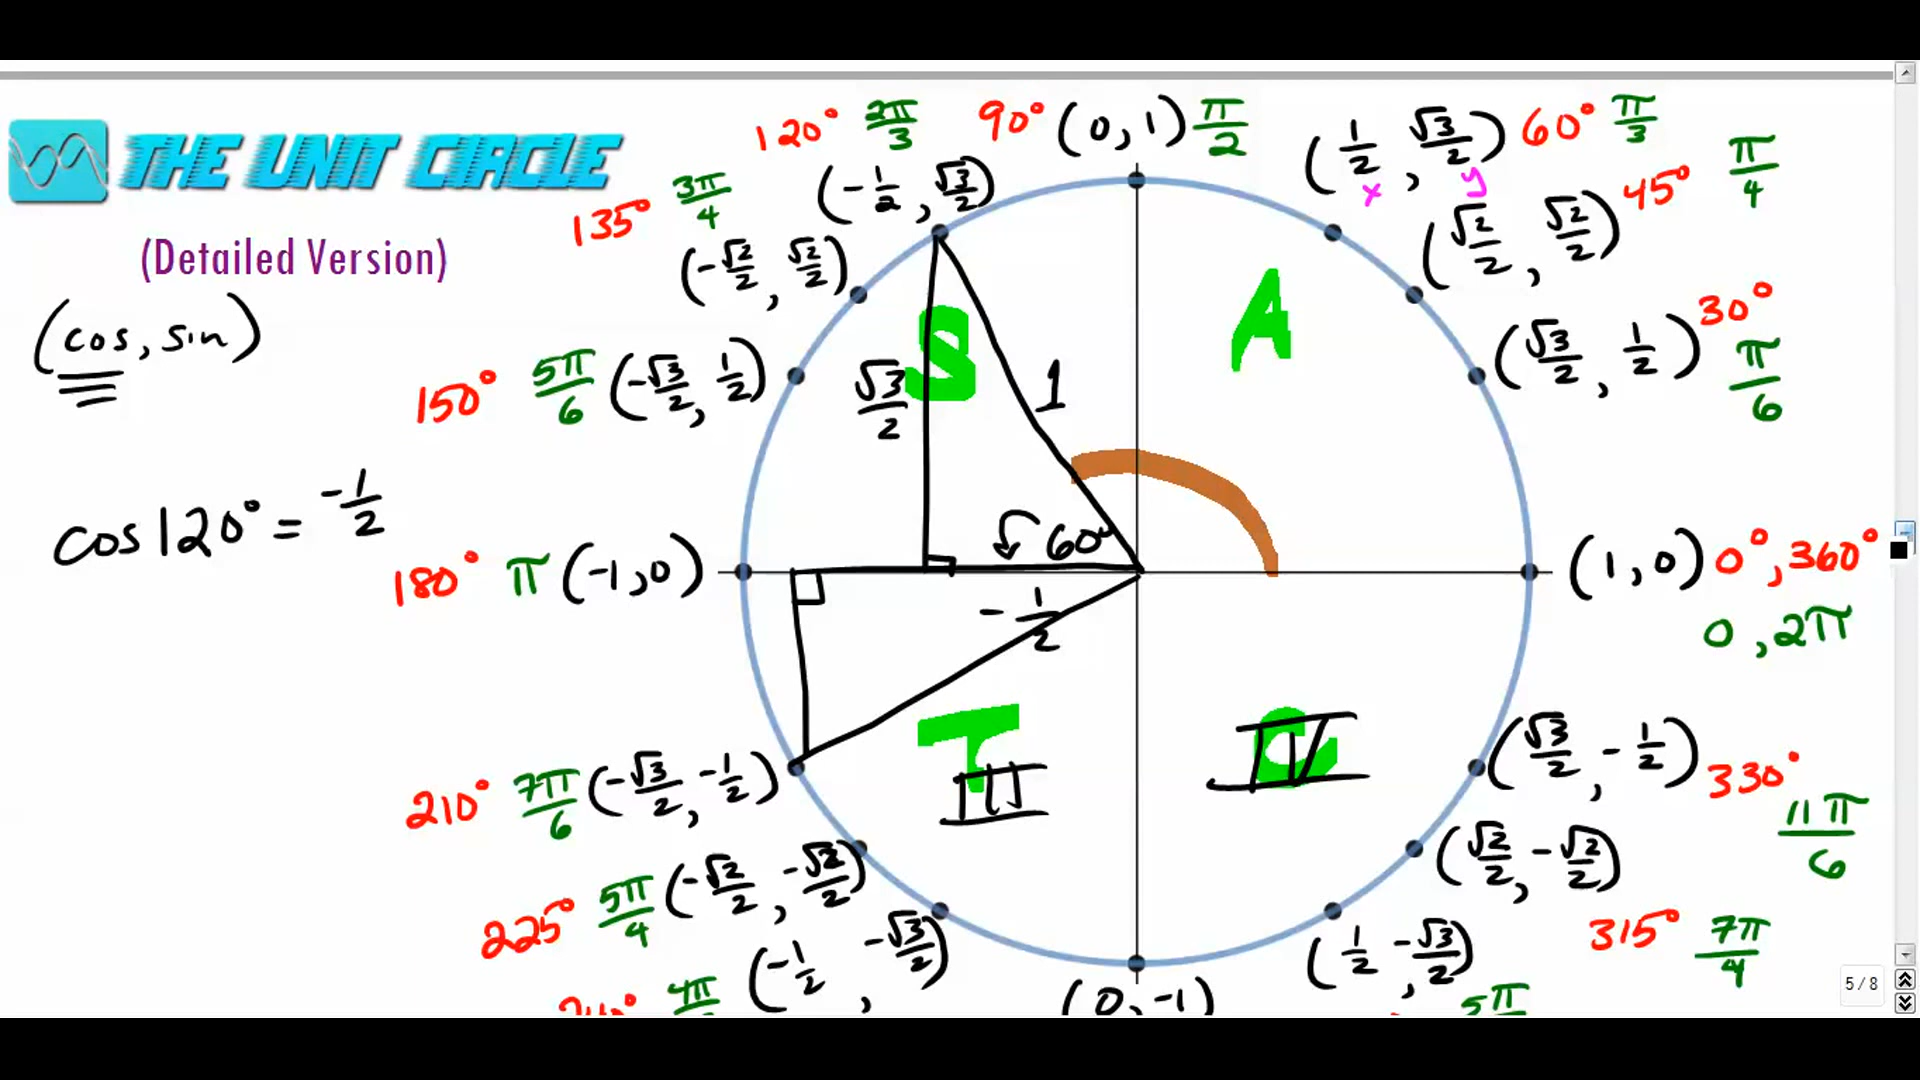 THE UNIT CIRCLE
(Detailed Version)
(cos, sin)
cos 120° = -1/2
90° (0, 1) π/2
(1/2, √3/2) 60° π/3
x y
(√2/2, √2/2) 45° π/4
(√3/2, 1/2) 30° π/6
120° 2π/3
(-1/2, √3/2)
135° 3π/4
(-√2/2, √2/2)
150° 5π/6 (-√3/2, 1/2)
S
A
√3/2
1
60°
-1/2
180° π (-1, 0)
(1, 0) 0°, 360°
0, 2π
T
III
C
IV
210° 7π/6 (-√3/2, -1/2)
225° 5π/4 (-√2/2, -√2/2)
4π (-1/2, -√3/2)
(0, -1)
(1/2, -√3/2)
5π
(√2/2, -√2/2)
315° 7π/4
(√3/2, -1/2) 330°
11π/6
5 / 8